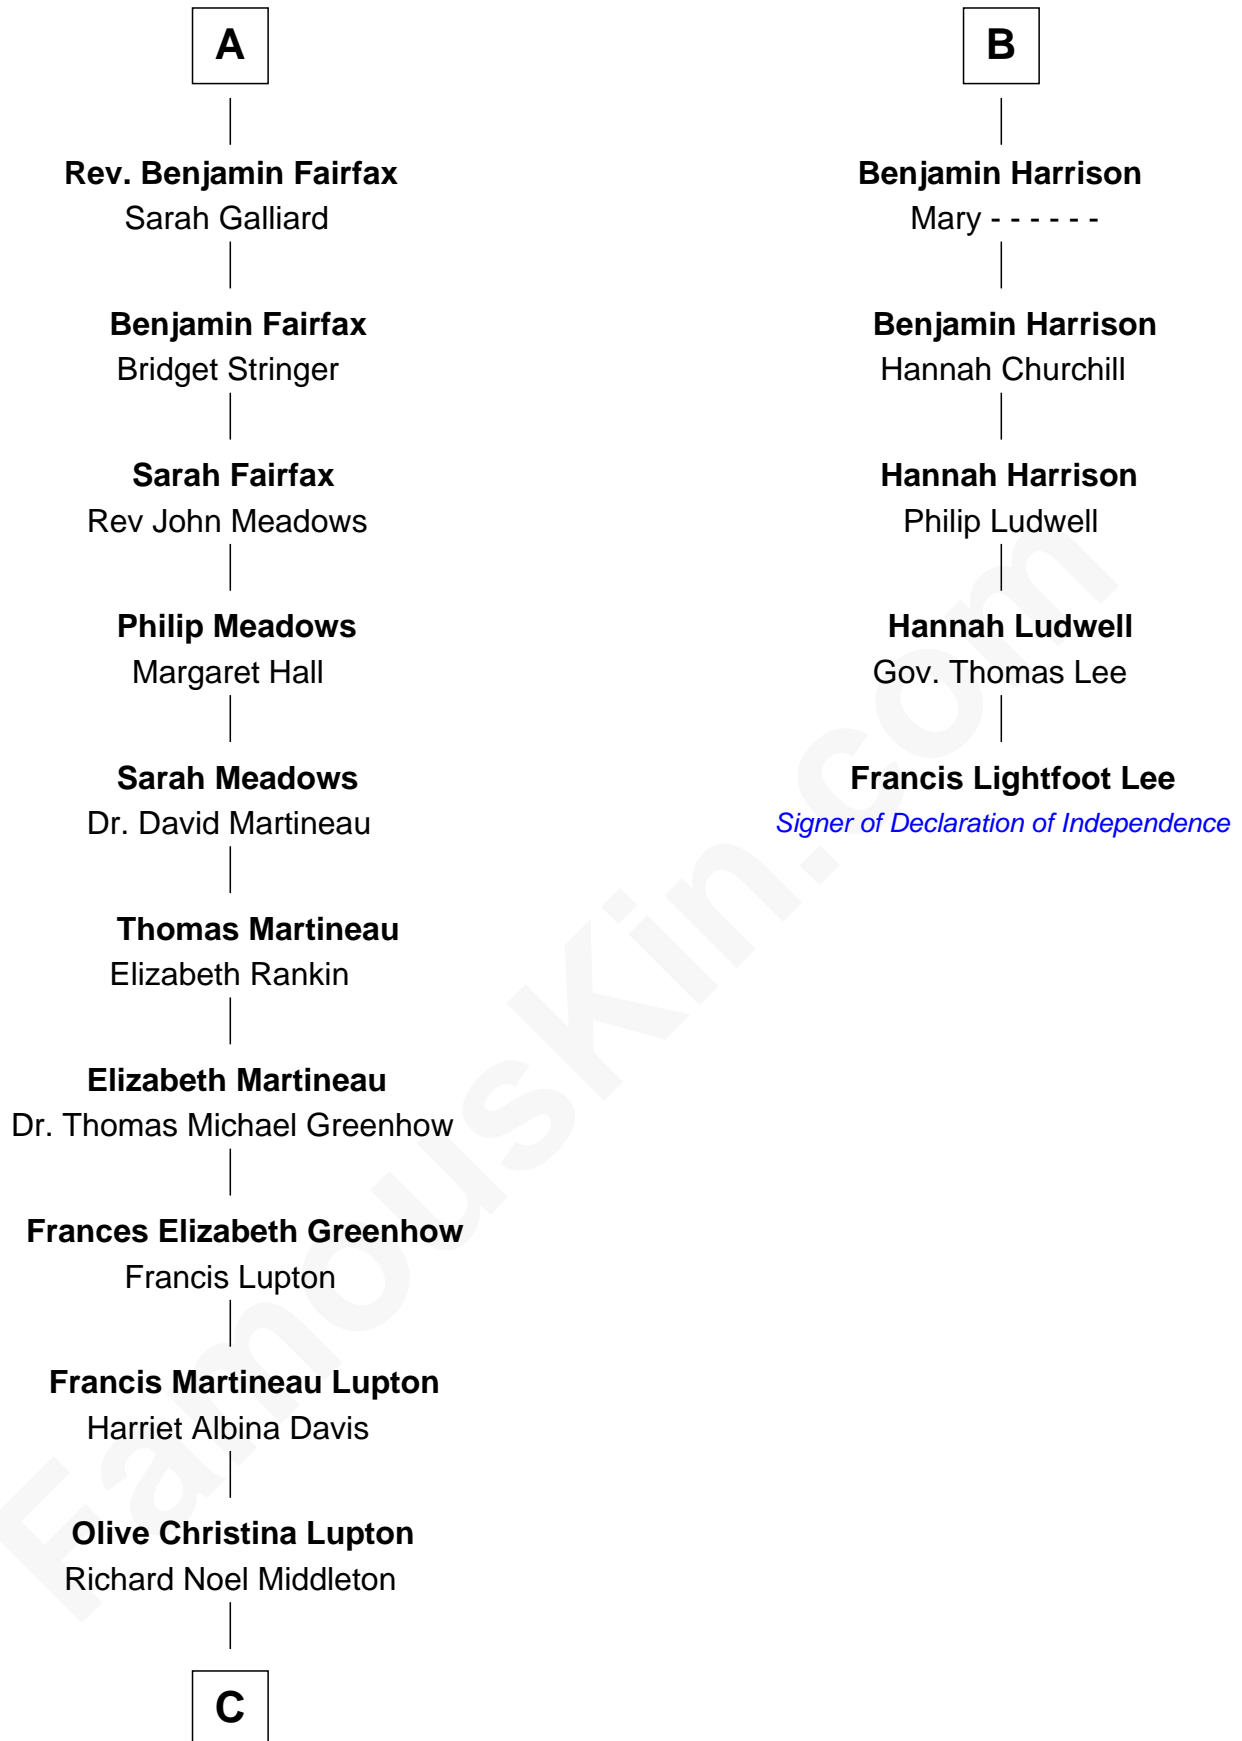 A
Rev. Benjamin Fairfax
Sarah Galliard
Benjamin Fairfax
Bridget Stringer
Sarah Fairfax
Rev John Meadows
Philip Meadows
Margaret Hall
Sarah Meadows
Dr. David Martineau
Thomas Martineau
Elizabeth Rankin
Elizabeth Martineau
Dr. Thomas Michael Greenhow
Frances Elizabeth Greenhow
Francis Lupton
Francis Martineau Lupton
Harriet Albina Davis
Olive Christina Lupton
Richard Noel Middleton
C
B
Benjamin Harrison
Mary - - - - - -
Benjamin Harrison
Hannah Churchill
Hannah Harrison
Philip Ludwell
Hannah Ludwell
Gov. Thomas Lee
Francis Lightfoot Lee
Signer of Declaration of Independence
FamousKin.com